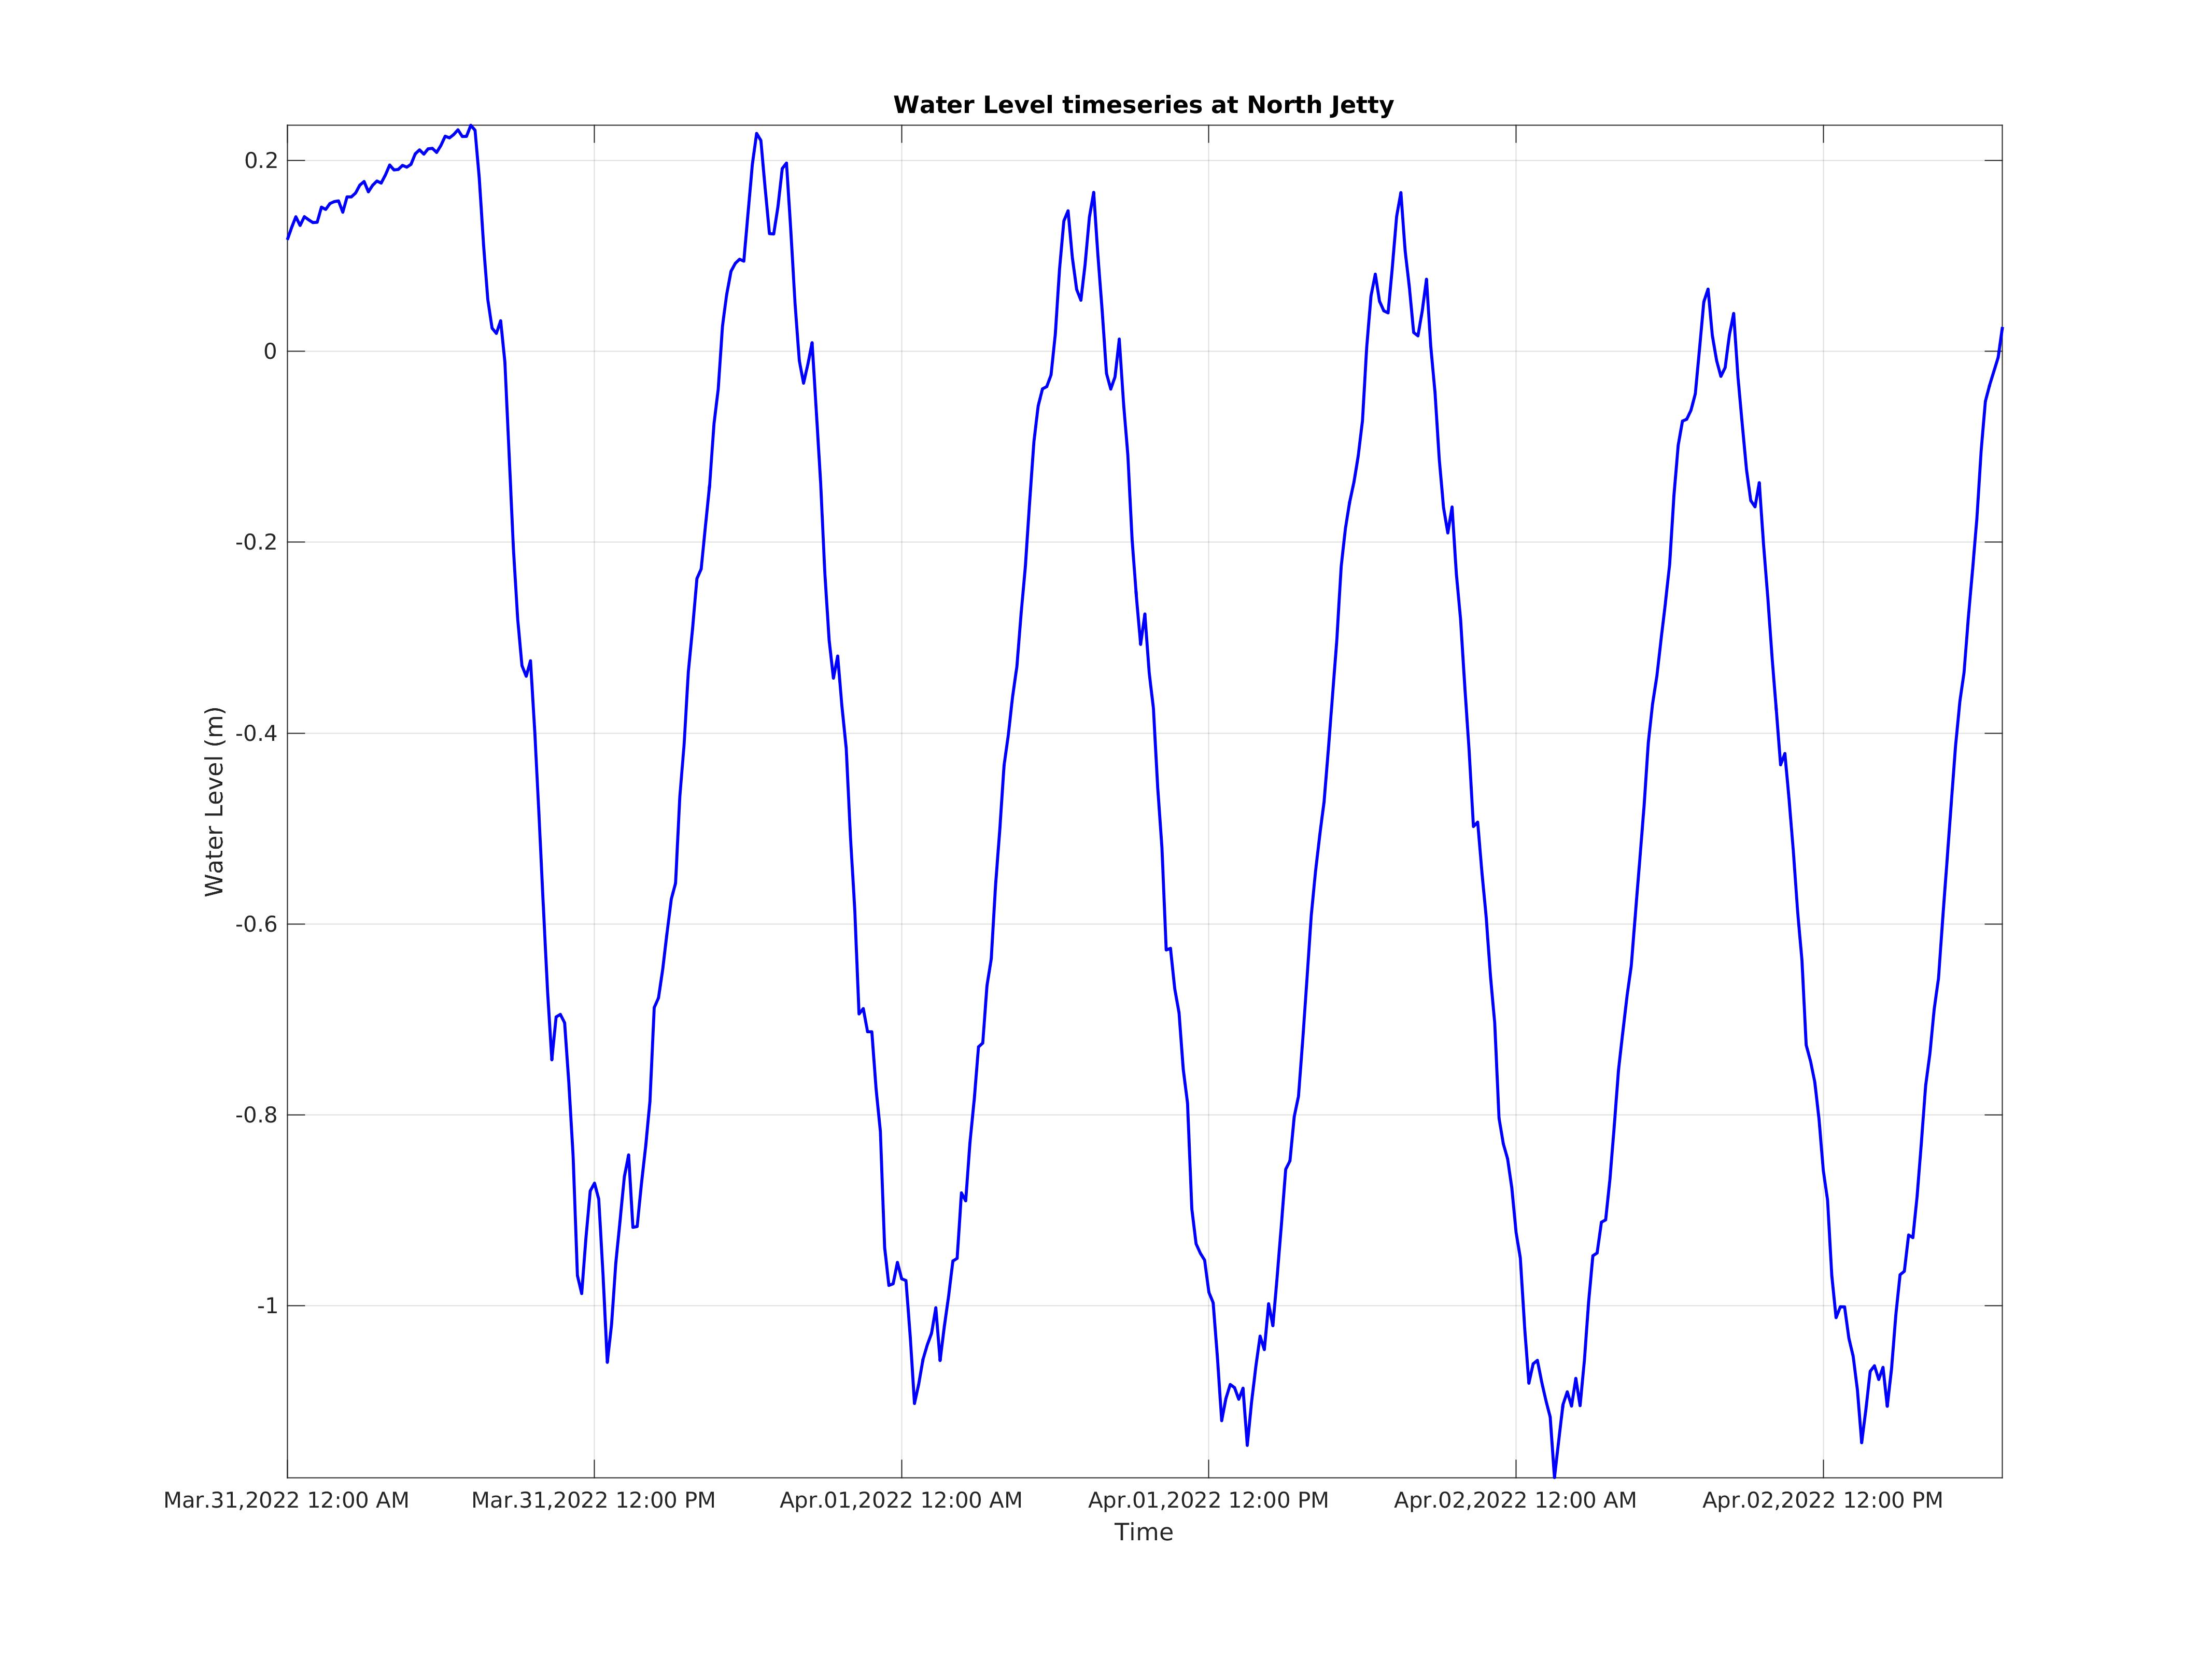 Water Level timeseries at North Jetty
0.2
0
-0.2
-0.4
-0.6
-0.8
-1
Water Level (m)
Mar.31,2022 12:00 AM
Mar.31,2022 12:00 PM
Apr.01,2022 12:00 AM
Apr.01,2022 12:00 PM
Apr.02,2022 12:00 AM
Apr.02,2022 12:00 PM
Time